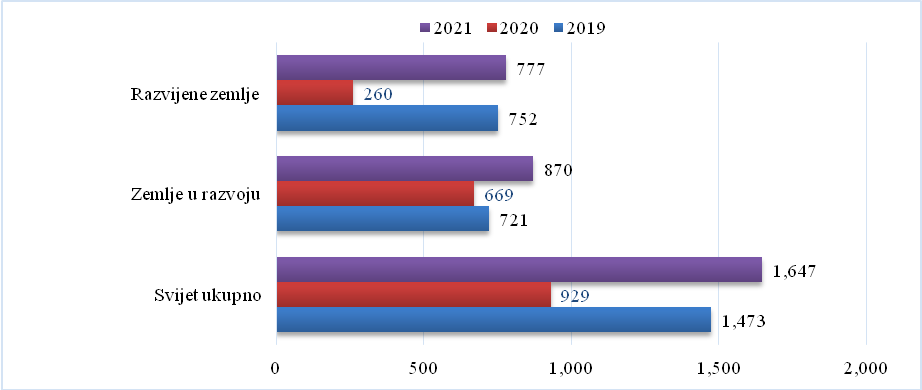 2021 2020 2019
Razvijene zemlje
777
260
752
Zemlje u razvoju
870
669
721
Svijet ukupno
1,647
929
1,473
0 500 1,000 1,500 2,000